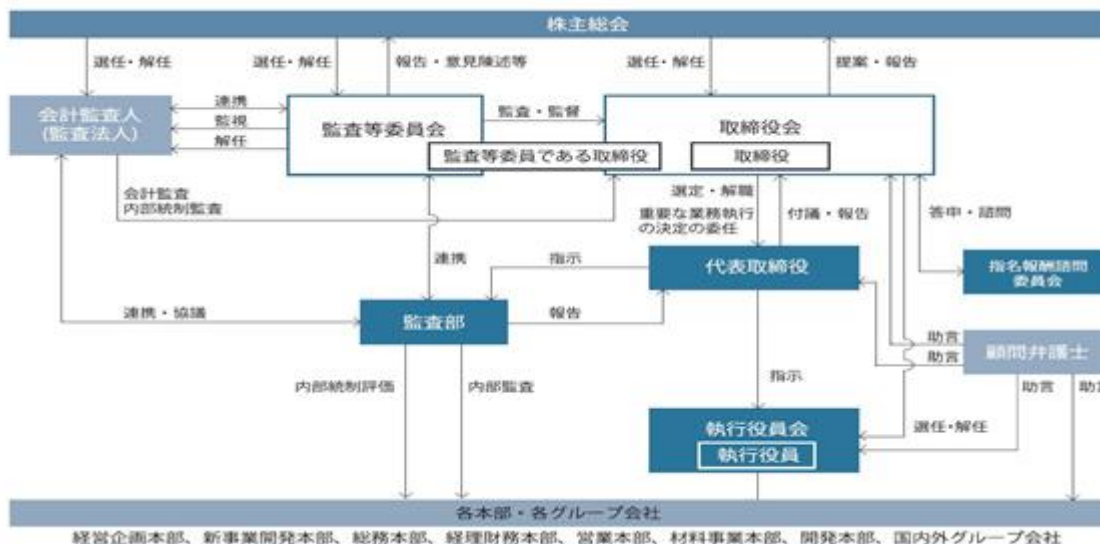 株主総会
選任・解任
選任・解任
報告・意見陳述等
選任・解任
提案・報告
会計監査人
(監査法人)
連携
監視
解任
監査等委員会
監査・監督
取締役会
監査等委員である取締役
取締役
会計監査
内部統制監査
選定・解職
重要な業務執行
の決定の委任
付議・報告
答申・諮問
連携
指示
代表取締役
指名報酬諮問
委員会
連携・協議
監査部
報告
助言
助言
顧問弁護士
内部統制評価
内部監査
指示
助言
助言
執行役員会
執行役員
選任・解任
各本部・各グループ会社
経営企画本部、新事業開発本部、総務本部、経理財務本部、営業本部、材料事業本部、開発本部、国内外グループ会社